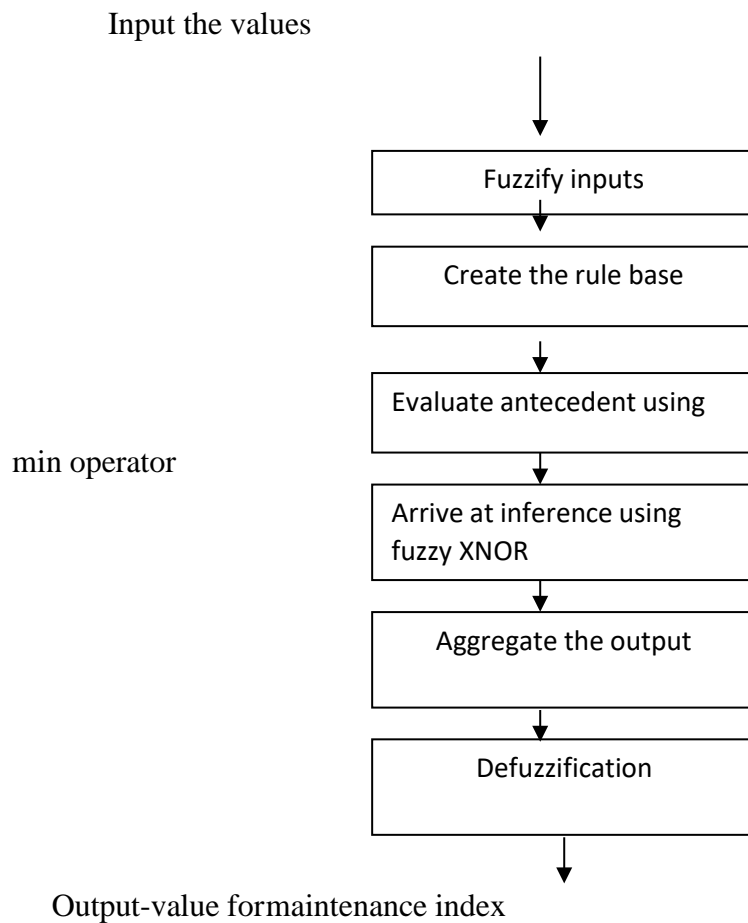 Input the values
Fuzzify inputs
Create the rule base
Evaluate antecedent using
min operator
Arrive at inference using
fuzzy XNOR
Aggregate the output
Defuzzification
Output-value formaintenance index